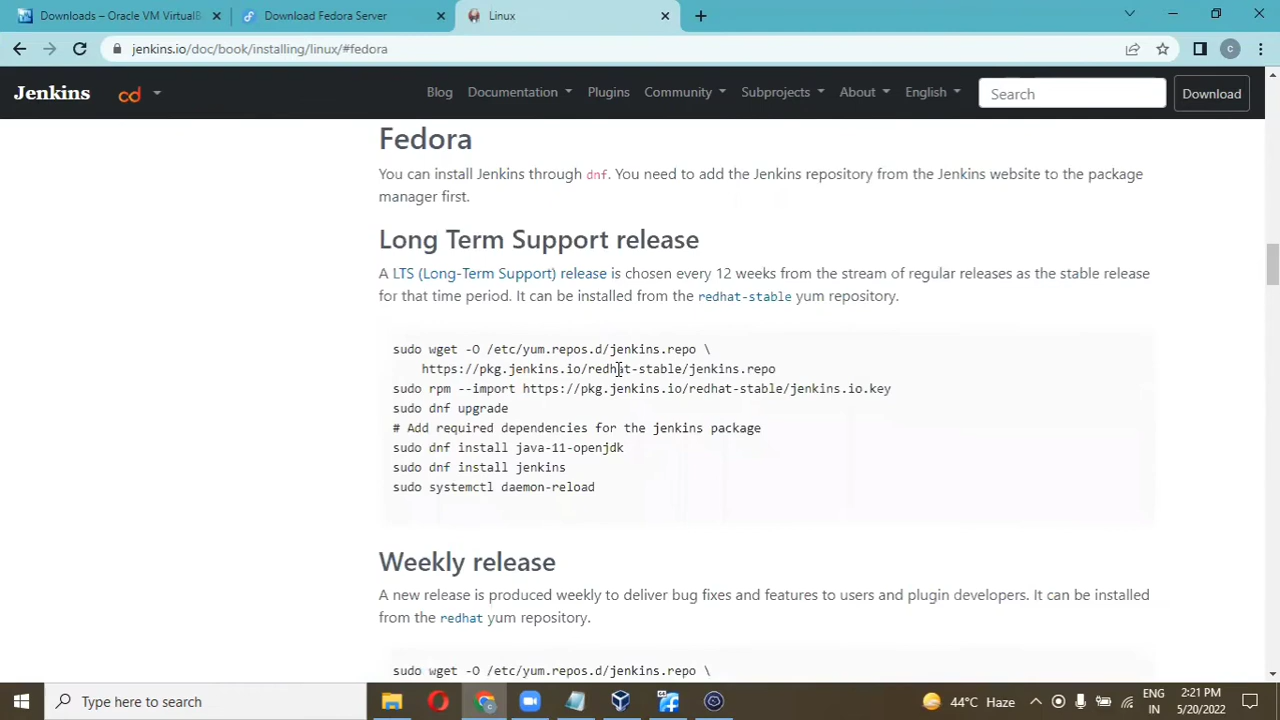 Downloads – Oracle VM VirtualB
Download Fedora Server
Linux
jenkins.io/doc/book/installing/linux/#fedora
C
Jenkins
cd
Blog
Documentation
Plugins
Community
Subprojects
About
English
Search
Download
Fedora
You can install Jenkins through dnf. You need to add the Jenkins repository from the Jenkins website to the package
manager first.
Long Term Support release
A LTS (Long-Term Support) release is chosen every 12 weeks from the stream of regular releases as the stable release
for that time period. It can be installed from the redhat-stable yum repository.
sudo wget -O /etc/yum.repos.d/jenkins.repo \
https://pkg.jenkins.io/redhat-stable/jenkins.repo
sudo rpm --import https://pkg.jenkins.io/redhat-stable/jenkins.io.key
sudo dnf upgrade
# Add required dependencies for the jenkins package
sudo dnf install java-11-openjdk
sudo dnf install jenkins
sudo systemctl daemon-reload
Weekly release
A new release is produced weekly to deliver bug fixes and features to users and plugin developers. It can be installed
from the redhat yum repository.
sudo wget -O /etc/yum.repos.d/jenkins.repo \
Type here to search
44°C Haze
ENG
IN
2:21 PM
5/20/2022